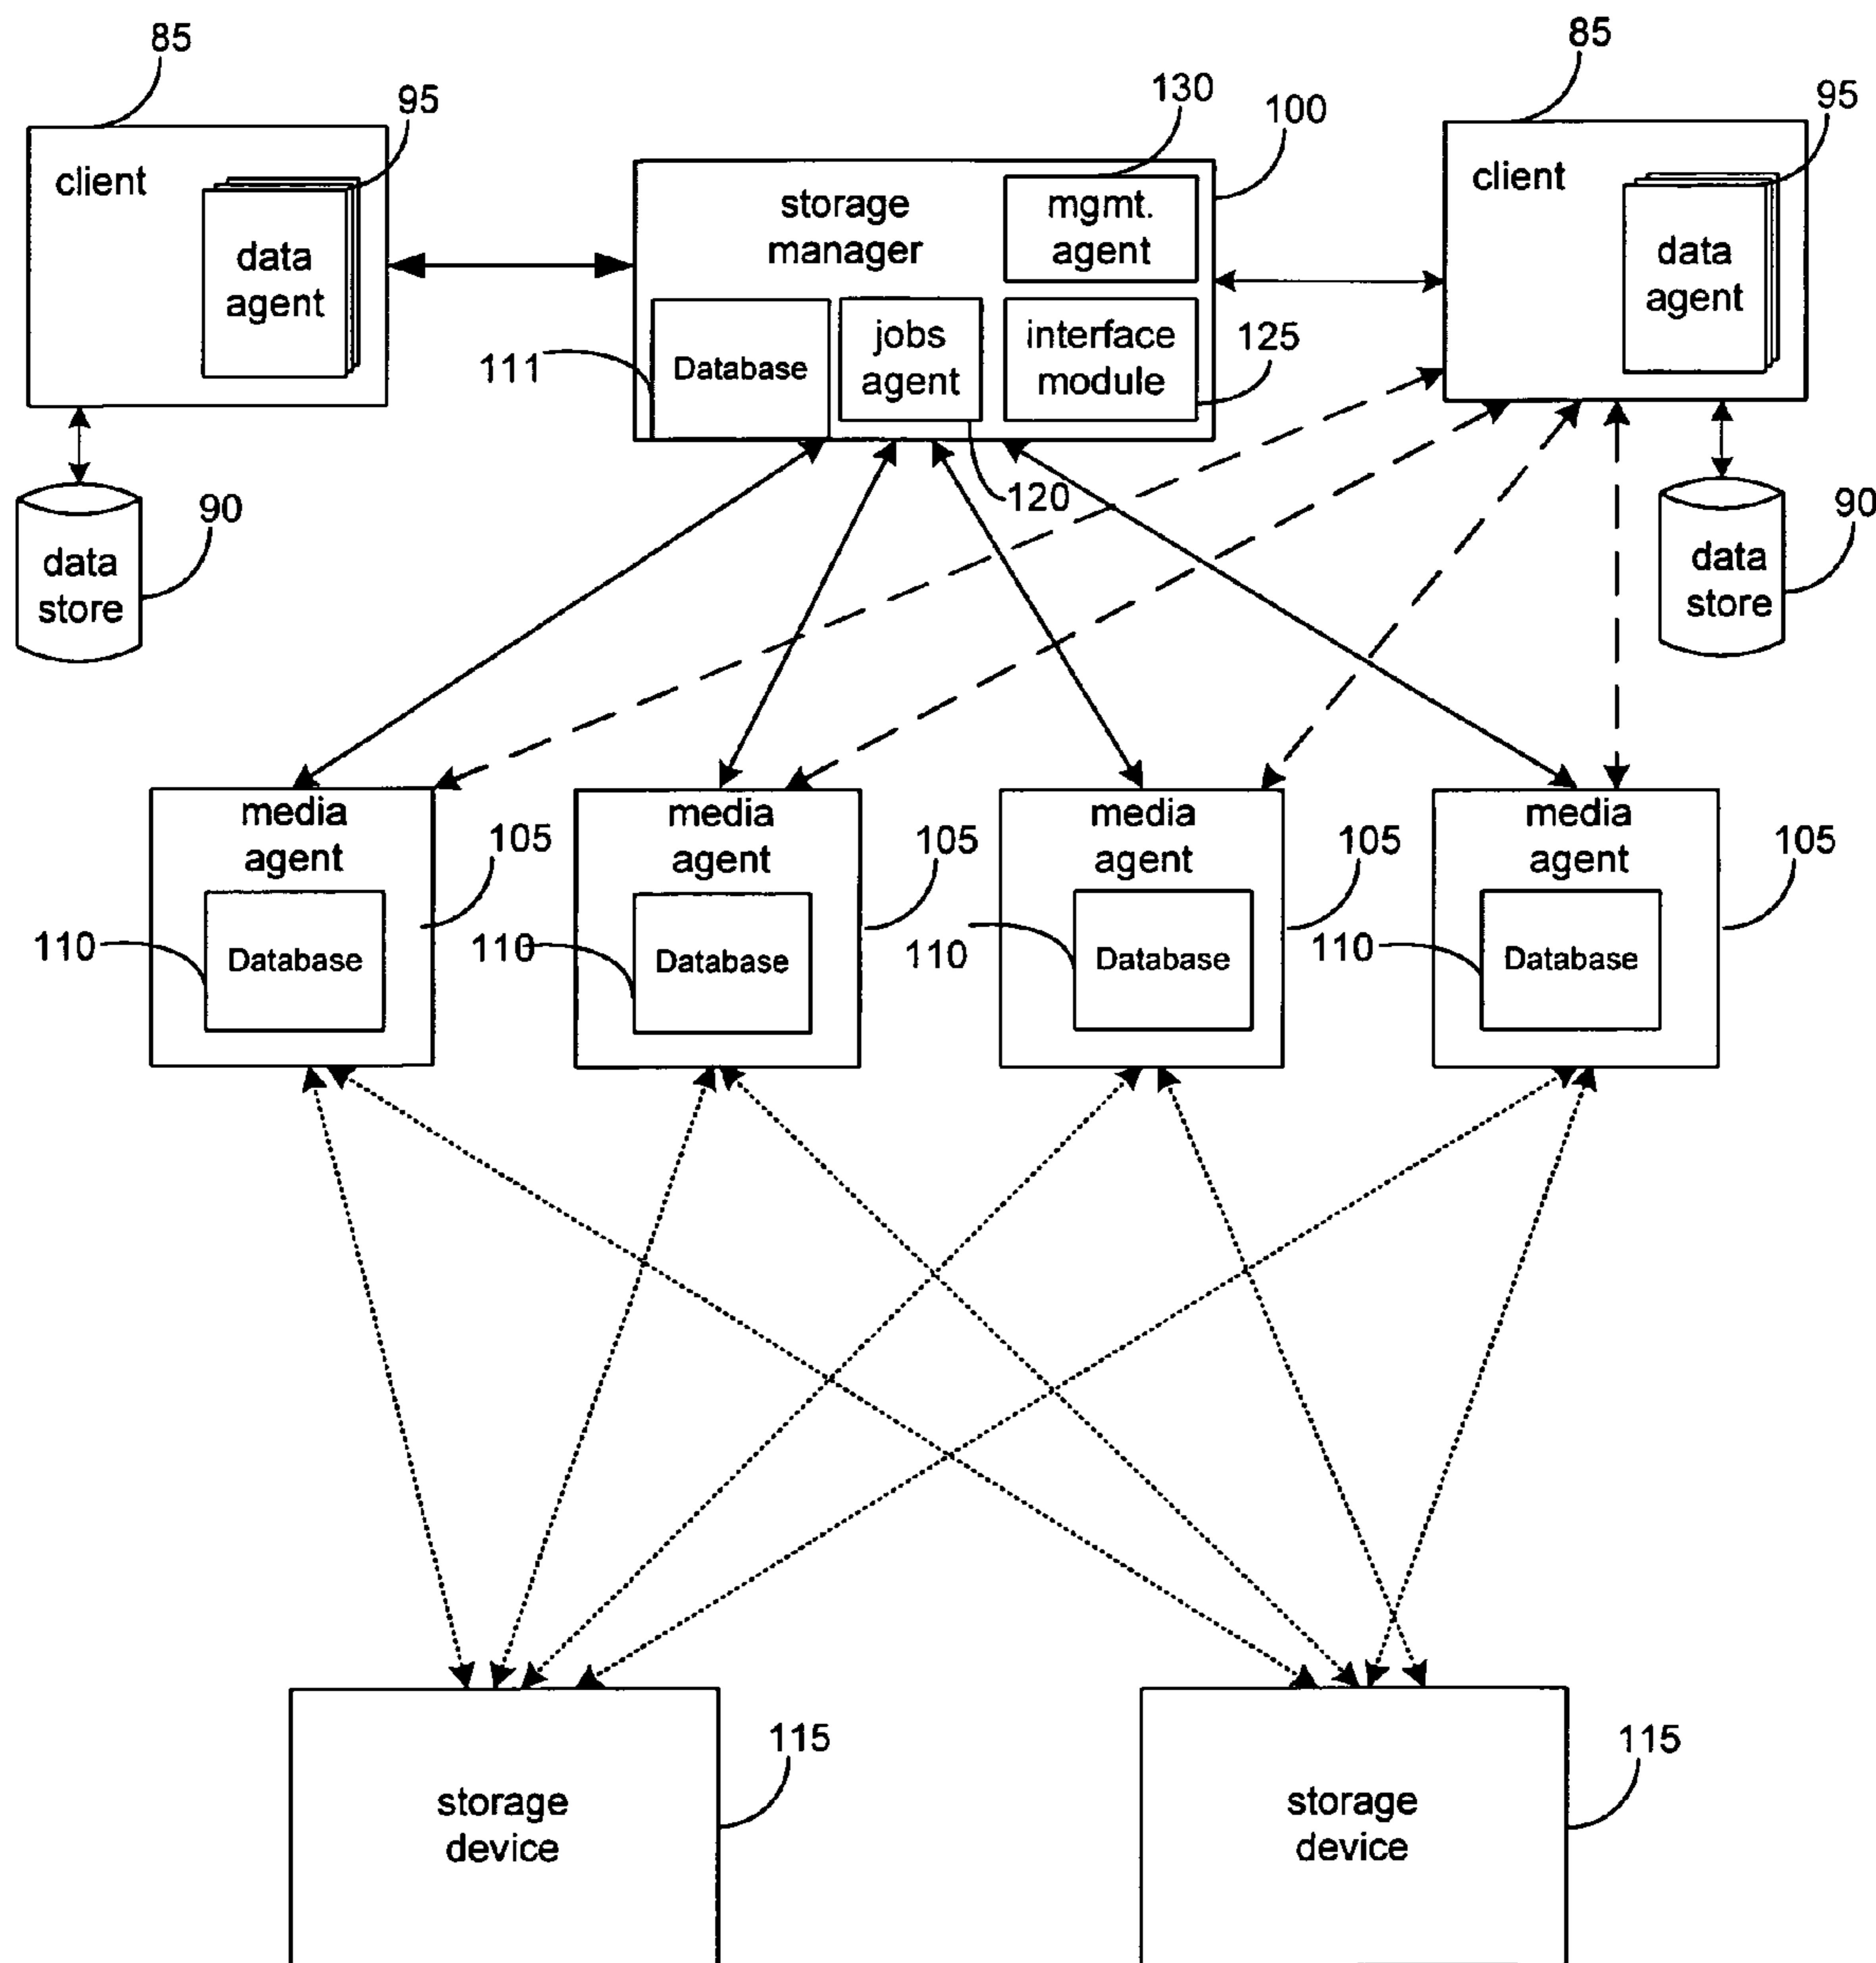 85
85
130
95
95
100
client
storage
manager
mgmt.
agent
client
data
agent
data
agent
111
Database
jobs
agent
interface
module
125
120
90
90
data
store
data
store
media
agent
media
agent
media
agent
media
agent
105
105
105
105
110
Database
110
Database
110
Database
110
Database
115
115
storage
device
storage
device